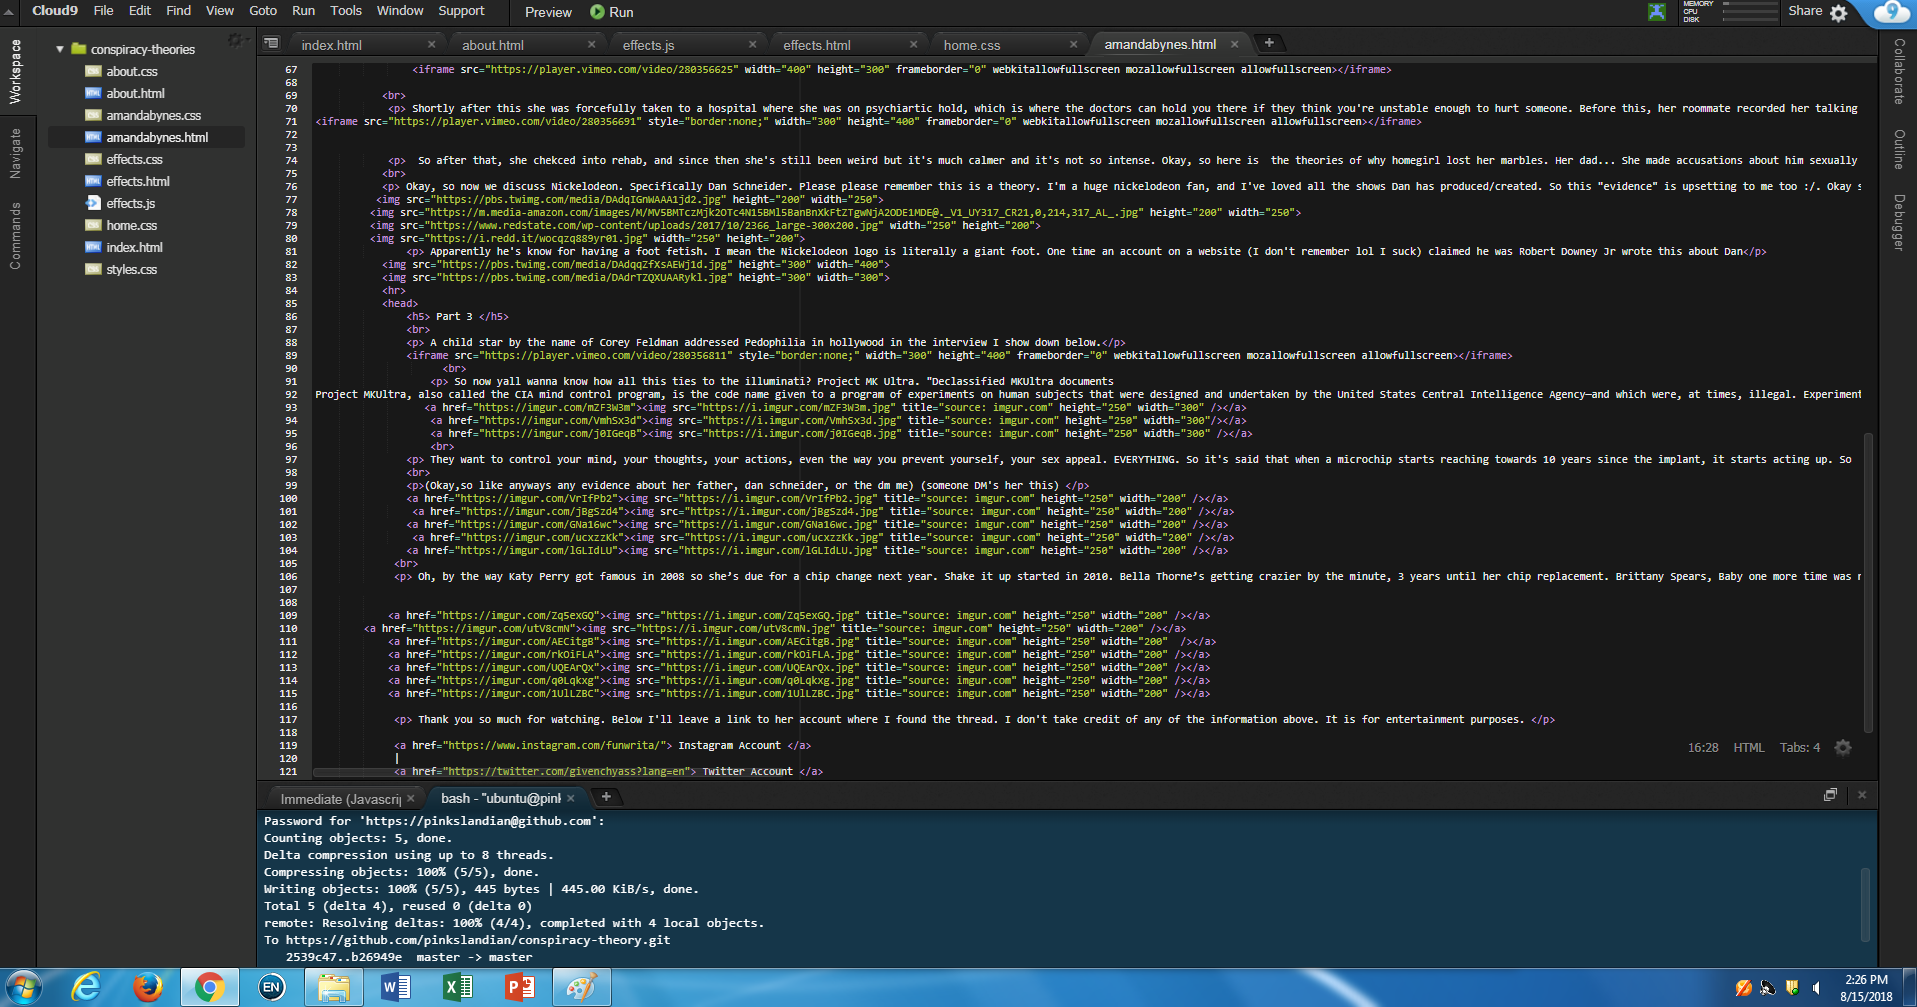 Cloud9 File Edit Find View Goto Run Tools Window Support Preview Run MEMORY CPU DISK Share
Workspace
Navigate
Commands
conspiracy-theories
about.css
about.html
amandabynes.css
amandabynes.html
effects.css
effects.html
effects.js
home.css
index.html
styles.css
index.html about.html effects.js effects.html home.css amandabynes.html
67 <iframe src="https://player.vimeo.com/video/280356625" width="400" height="300" frameborder="0" webkitallowfullscreen mozallowfullscreen allowfullscreen></iframe>
68
69 <br>
70 <p> Shortly after this she was forcefully taken to a hospital where she was on psychiartic hold, which is where the doctors can hold you there if they think you're unstable enough to hurt someone. Before this, her roommate recorded her talking
71 <iframe src="https://player.vimeo.com/video/280356691" style="border:none;" width="300" height="400" frameborder="0" webkitallowfullscreen mozallowfullscreen allowfullscreen></iframe>
72
73
74 <p> So after that, she chekced into rehab, and since then she's still been weird but it's much calmer and it's not so intense. Okay, so here is the theories of why homegirl lost her marbles. Her dad... She made accusations about him sexually
75 <br>
76 <p> Okay, so now we discuss Nickelodeon. Specifically Dan Schneider. Please please remember this is a theory. I'm a huge nickelodeon fan, and I've loved all the shows Dan has produced/created. So this "evidence" is upsetting to me too :/. Okay s
77 <img src="https://pbs.twimg.com/media/DAdqIGnWAAA1jd2.jpg" height="200" width="250">
78 <img src="https://m.media-amazon.com/images/M/MV5BMTczMjk2OTc4N15BMl5BanBnXkFtZTgwNjA2ODE1MDE@._V1_UY317_CR21,0,214,317_AL_.jpg" height="200" width="250">
79 <img src="https://www.redstate.com/wp-content/uploads/2017/10/2366_large-300x200.jpg" width="250" height="200">
80 <img src="https://i.redd.it/wocqzq889yr01.jpg" width="250" height="200">
81 <p> Apparently he's know for having a foot fetish. I mean the Nickelodeon logo is literally a giant foot. One time an account on a website (I don't remember lol I suck) claimed he was Robert Downey Jr wrote this about Dan</p>
82 <img src="https://pbs.twimg.com/media/DAdqqZfXsAEWj1d.jpg" height="300" width="400">
83 <img src="https://pbs.twimg.com/media/DAdrTZQXUAARykl.jpg" height="300" width="300">
84 <hr>
85 <head>
86 <h5> Part 3 </h5>
87 <br>
88 <p> A child star by the name of Corey Feldman addressed Pedophilia in hollywood in the interview I show down below.</p>
89 <iframe src="https://player.vimeo.com/video/280356811" style="border:none;" width="300" height="400" frameborder="0" webkitallowfullscreen mozallowfullscreen allowfullscreen></iframe>
90 <br>
91 <p> So now yall wanna know how all this ties to the illuminati? Project MK Ultra. "Declassified MKUltra documents
92 Project MKUltra, also called the CIA mind control program, is the code name given to a program of experiments on human subjects that were designed and undertaken by the United States Central Intelligence Agency—and which were, at times, illegal. Experiment
93 <a href="https://imgur.com/mZF3W3m"><img src="https://i.imgur.com/mZF3W3m.jpg" title="source: imgur.com" height="250" width="300" /></a>
94 <a href="https://imgur.com/VmhSx3d"><img src="https://i.imgur.com/VmhSx3d.jpg" title="source: imgur.com" height="250" width="300"/></a>
95 <a href="https://imgur.com/j0IGeqB"><img src="https://i.imgur.com/j0IGeqB.jpg" title="source: imgur.com" height="250" width="300" /></a>
96 <br>
97 <p> They want to control your mind, your thoughts, your actions, even the way you prevent yourself, your sex appeal. EVERYTHING. So it's said that when a microchip starts reaching towards 10 years since the implant, it starts acting up. So
98 <br>
99 <p>(Okay,so like anyways any evidence about her father, dan schneider, or the dm me) (someone DM's her this) </p>
100 <a href="https://imgur.com/VrIfPb2"><img src="https://i.imgur.com/VrIfPb2.jpg" title="source: imgur.com" height="250" width="200" /></a>
101 <a href="https://imgur.com/jBgSzd4"><img src="https://i.imgur.com/jBgSzd4.jpg" title="source: imgur.com" height="250" width="200" /></a>
102 <a href="https://imgur.com/GNa16wc"><img src="https://i.imgur.com/GNa16wc.jpg" title="source: imgur.com" height="250" width="200" /></a>
103 <a href="https://imgur.com/ucxzzKk"><img src="https://i.imgur.com/ucxzzKk.jpg" title="source: imgur.com" height="250" width="200" /></a>
104 <a href="https://imgur.com/lGLIdLU"><img src="https://i.imgur.com/lGLIdLU.jpg" title="source: imgur.com" height="250" width="200" /></a>
105 <br>
106 <p> Oh, by the way Katy Perry got famous in 2008 so she’s due for a chip change next year. Shake it up started in 2010. Bella Thorne’s getting crazier by the minute, 3 years until her chip replacement. Brittany Spears, Baby one more time was r
107
108
109 <a href="https://imgur.com/Zq5exGQ"><img src="https://i.imgur.com/Zq5exGQ.jpg" title="source: imgur.com" height="250" width="200" /></a>
110 <a href="https://imgur.com/utV8cmN"><img src="https://i.imgur.com/utV8cmN.jpg" title="source: imgur.com" height="250" width="200" /></a>
111 <a href="https://imgur.com/AECitgB"><img src="https://i.imgur.com/AECitgB.jpg" title="source: imgur.com" height="250" width="200" /></a>
112 <a href="https://imgur.com/rkOiFLA"><img src="https://i.imgur.com/rkOiFLA.jpg" title="source: imgur.com" height="250" width="200" /></a>
113 <a href="https://imgur.com/UQEArQx"><img src="https://i.imgur.com/UQEArQx.jpg" title="source: imgur.com" height="250" width="200" /></a>
114 <a href="https://imgur.com/q0Lqkxg"><img src="https://i.imgur.com/q0Lqkxg.jpg" title="source: imgur.com" height="250" width="200" /></a>
115 <a href="https://imgur.com/1UlLZBC"><img src="https://i.imgur.com/1UlLZBC.jpg" title="source: imgur.com" height="250" width="200" /></a>
116
117 <p> Thank you so much for watching. Below I'll leave a link to her account where I found the thread. I don't take credit of any of the information above. It is for entertainment purposes. </p>
118
119 <a href="https://www.instagram.com/funwrita/"> Instagram Account </a>
120
121 <a href="https://twitter.com/givenchyass?lang=en"> Twitter Account </a>
16:28 HTML Tabs: 4
Collaborate
Outline
Debugger
Immediate (Javascrip bash - "ubuntu@pink
Password for 'https://pinkslandian@github.com':
Counting objects: 5, done.
Delta compression using up to 8 threads.
Compressing objects: 100% (5/5), done.
Writing objects: 100% (5/5), 445 bytes | 445.00 KiB/s, done.
Total 5 (delta 4), reused 0 (delta 0)
remote: Resolving deltas: 100% (4/4), completed with 4 local objects.
To https://github.com/pinkslandian/conspiracy-theory.git
2539c47..b26949e master -> master
EN
2:26 PM
8/15/2018